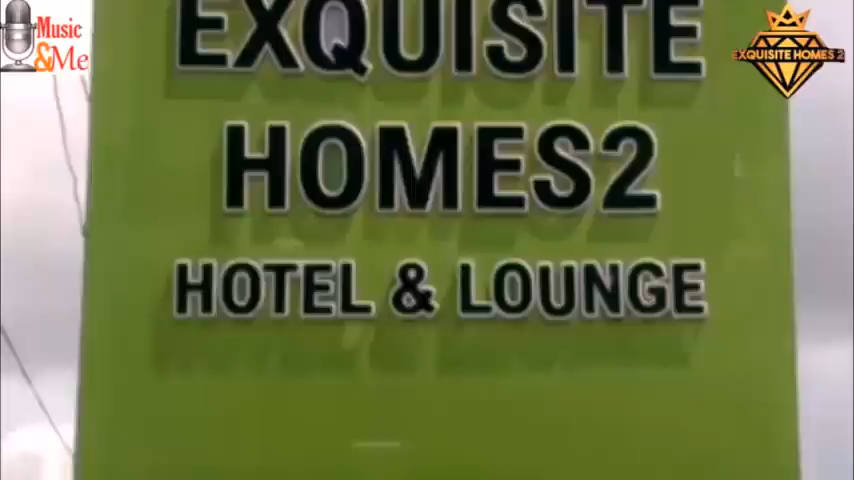 Music
&Me
EXQUISITE HOMES 2
EXQUISITE
HOMES2
HOTEL & LOUNGE